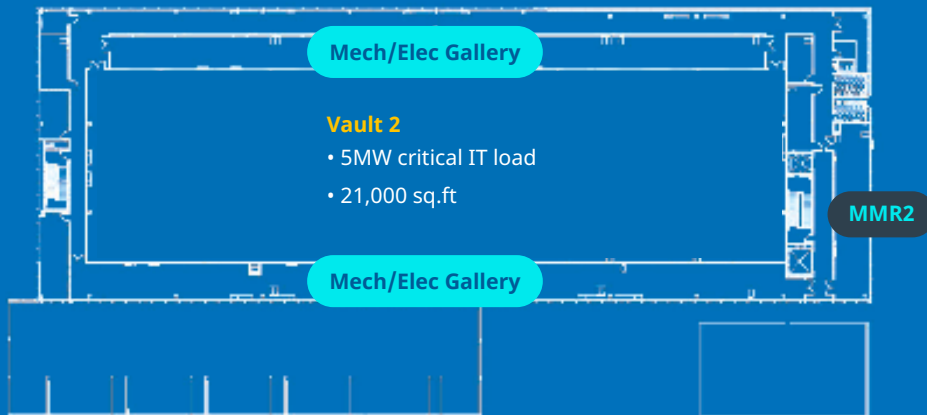 Mech/Elec Gallery
Vault 2
• 5MW critical IT load
• 21,000 sq.ft
MMR2
Mech/Elec Gallery